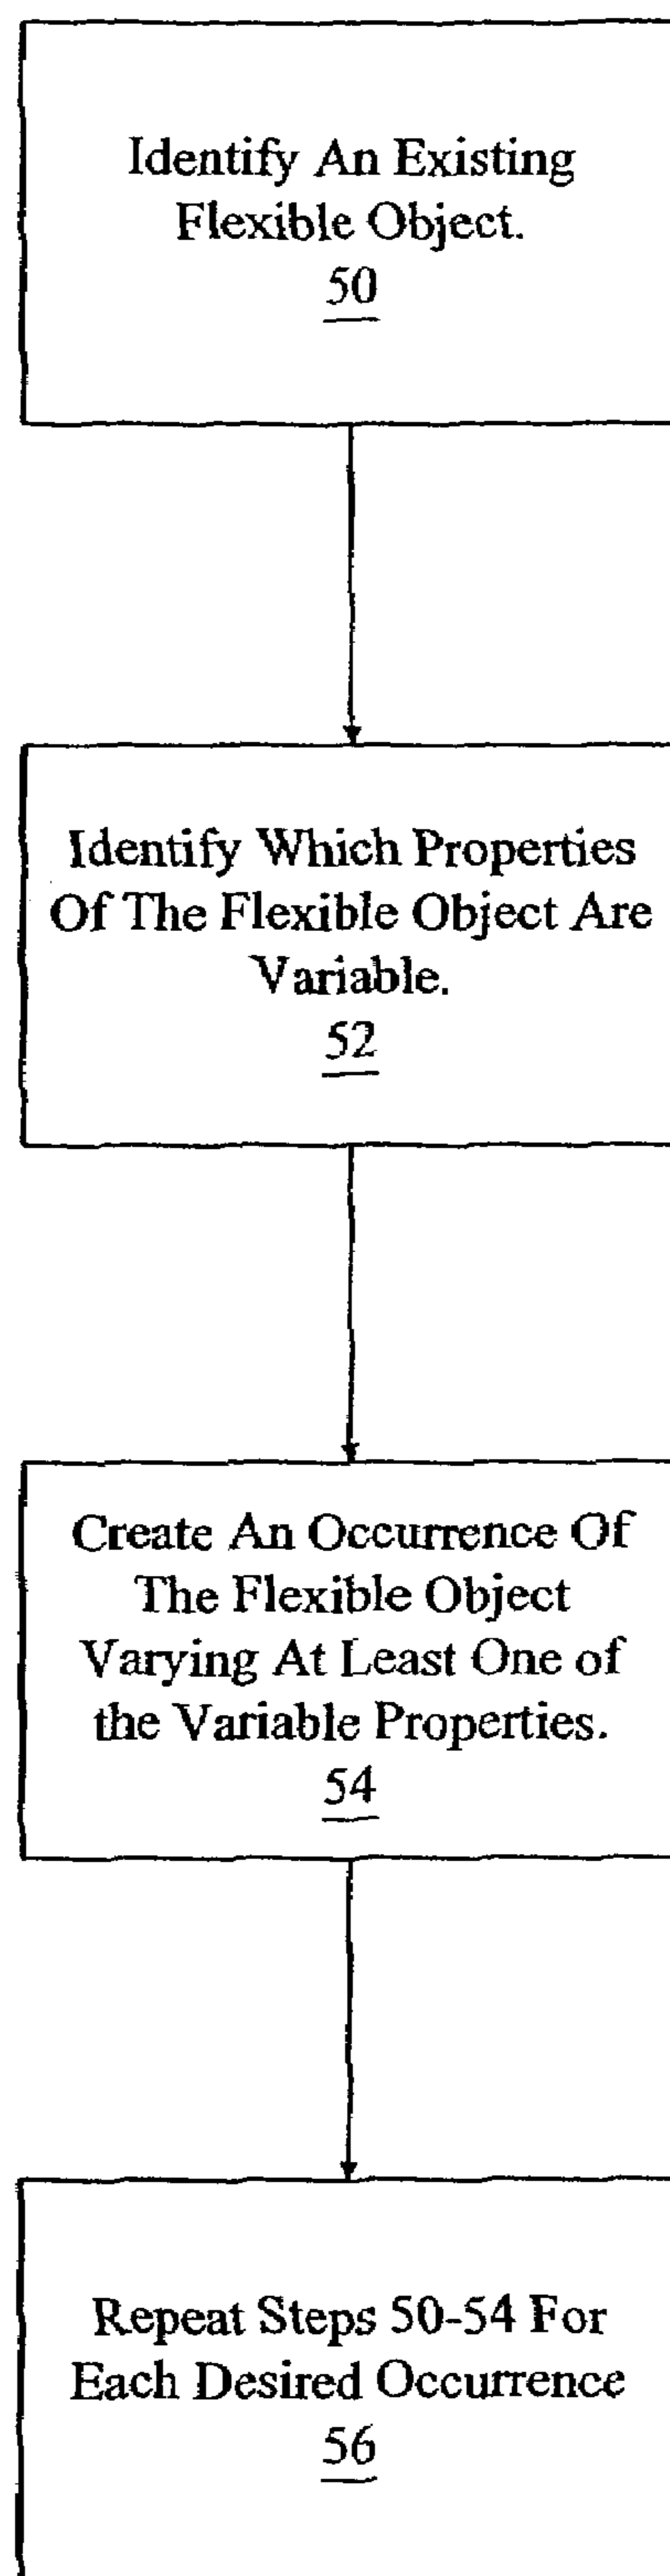 Identify An Existing
Flexible Object.
50
Identify Which Properties
Of The Flexible Object Are
Variable.
52
Create An Occurrence Of
The Flexible Object
Varying At Least One of
the Variable Properties.
54
Repeat Steps 50-54 For
Each Desired Occurrence
56